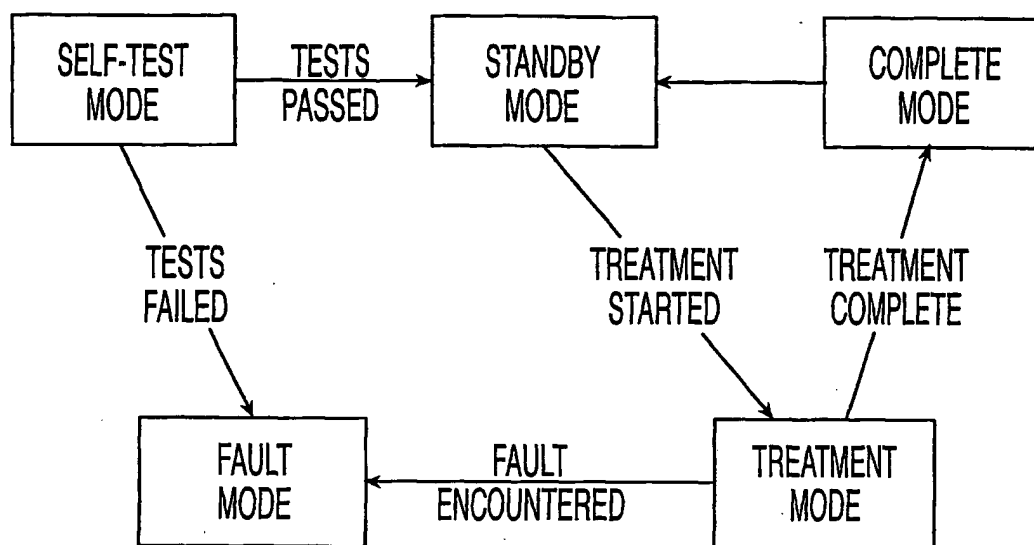 SELF-TEST
MODE
TESTS
PASSED
STANDBY
MODE
COMPLETE
MODE
TESTS
FAILED
TREATMENT
STARTED
TREATMENT
COMPLETE
FAULT
MODE
FAULT
ENCOUNTERED
TREATMENT
MODE